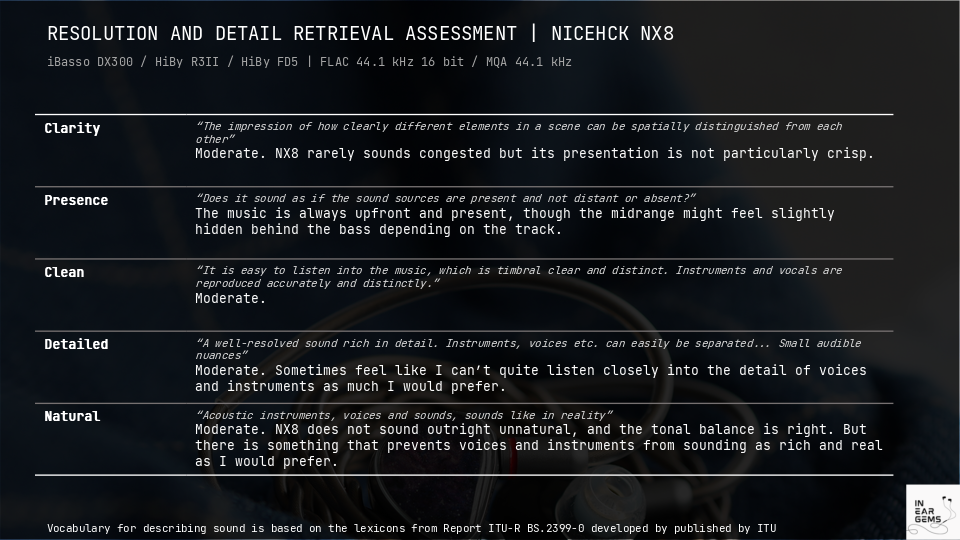 RESOLUTION AND DETAIL RETRIEVAL ASSESSMENT | NICEHCK NX8
iBasso DX300 / HiBy R3II / HiBy FD5 | FLAC 44.1 kHz 16 bit / MQA 44.1 kHz
Clarity
“The impression of how clearly different elements in a scene can be spatially distinguished from each
other”
Moderate. NX8 rarely sounds congested but its presentation is not particularly crisp.
Presence
“Does it sound as if the sound sources are present and not distant or absent?”
The music is always upfront and present, though the midrange might feel slightly
hidden behind the bass depending on the track.
Clean
“It is easy to listen into the music, which is timbral clear and distinct. Instruments and vocals are
reproduced accurately and distinctly.”
Moderate.
Detailed
“A well-resolved sound rich in detail. Instruments, voices etc. can easily be separated... Small audible
nuances”
Moderate. Sometimes feel like I can’t quite listen closely into the detail of voices
and instruments as much I would prefer.
Natural
“Acoustic instruments, voices and sounds, sounds like in reality”
Moderate. NX8 does not sound outright unnatural, and the tonal balance is right. But
there is something that prevents voices and instruments from sounding as rich and real
as I would prefer.
Vocabulary for describing sound is based on the lexicons from Report ITU-R BS.2399-0 developed by published by ITU
IN
EAR
GEMS